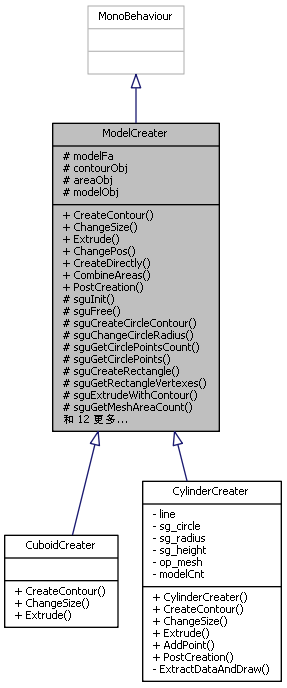 MonoBehaviour
ModelCreater
# modelFa
# contourObj
# areaObj
# modelObj
+ CreateContour()
+ ChangeSize()
+ Extrude()
+ ChangePos()
+ CreateDirectly()
+ CombineAreas()
+ PostCreation()
# sguInit()
# sguFree()
# sguCreateCircleContour()
# sguChangeCircleRadius()
# sguGetCirclePointsCount()
# sguGetCirclePoints()
# sguCreateRectangle()
# sguGetRectangleVertexes()
# sguExtrudeWithContour()
# sguGetMeshAreaCount()
和 12 更多...
CuboidCreater
+ CreateContour()
+ ChangeSize()
+ Extrude()
CylinderCreater
- line
- sg_circle
- sg_radius
- sg_height
- op_mesh
- modelCnt
+ CylinderCreater()
+ CreateContour()
+ ChangeSize()
+ Extrude()
+ AddPoint()
+ PostCreation()
- ExtractDataAndDraw()